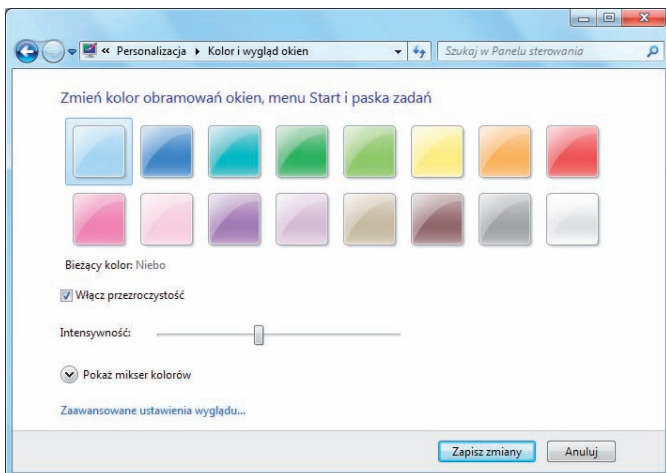 « Personalizacja ▸ Kolor i wygląd okien
Szukaj w Panelu sterowania
Zmień kolor obramowań okien, menu Start i paska zadań
Bieżący kolor: Niebo
Włącz przezroczystość
Intensywność:
Pokaż mikser kolorów
Zaawansowane ustawienia wyglądu...
Zapisz zmiany Anuluj